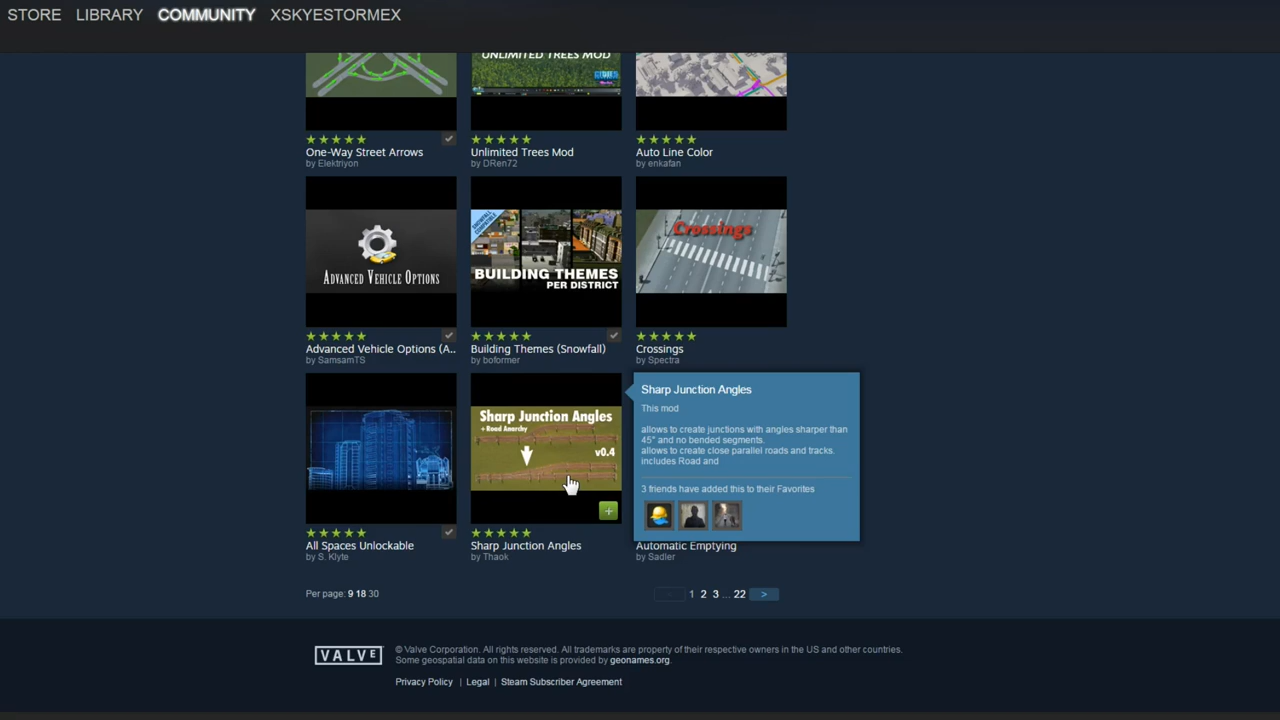 STORE LIBRARY COMMUNITY XSKYESTORMEX
UNLIMITED TREES MOD
One-Way Street Arrows
by Elektriyon
Unlimited Trees Mod
by DRen72
Auto Line Color
by enkafan
ADVANCED VEHICLE OPTIONS
SNOWFALL COMPATIBLE
BUILDING THEMES
PER DISTRICT
Crossings
Advanced Vehicle Options (A..
by SamsamTS
Building Themes (Snowfall)
by boformer
Crossings
by Spectra
Sharp Junction Angles
+Road Anarchy
v0.4
Sharp Junction Angles
This mod
allows to create junctions with angles sharper than
45° and no bended segments.
allows to create close parallel roads and tracks.
includes Road and
3 friends have added this to their Favorites
All Spaces Unlockable
by S. Klyte
Sharp Junction Angles
by Thaok
Automatic Emptying
by Sadler
Per page: 9 18 30
1 2 3 ... 22 >
VALVE
© Valve Corporation. All rights reserved. All trademarks are property of their respective owners in the US and other countries.
Some geospatial data on this website is provided by geonames.org.
Privacy Policy | Legal | Steam Subscriber Agreement